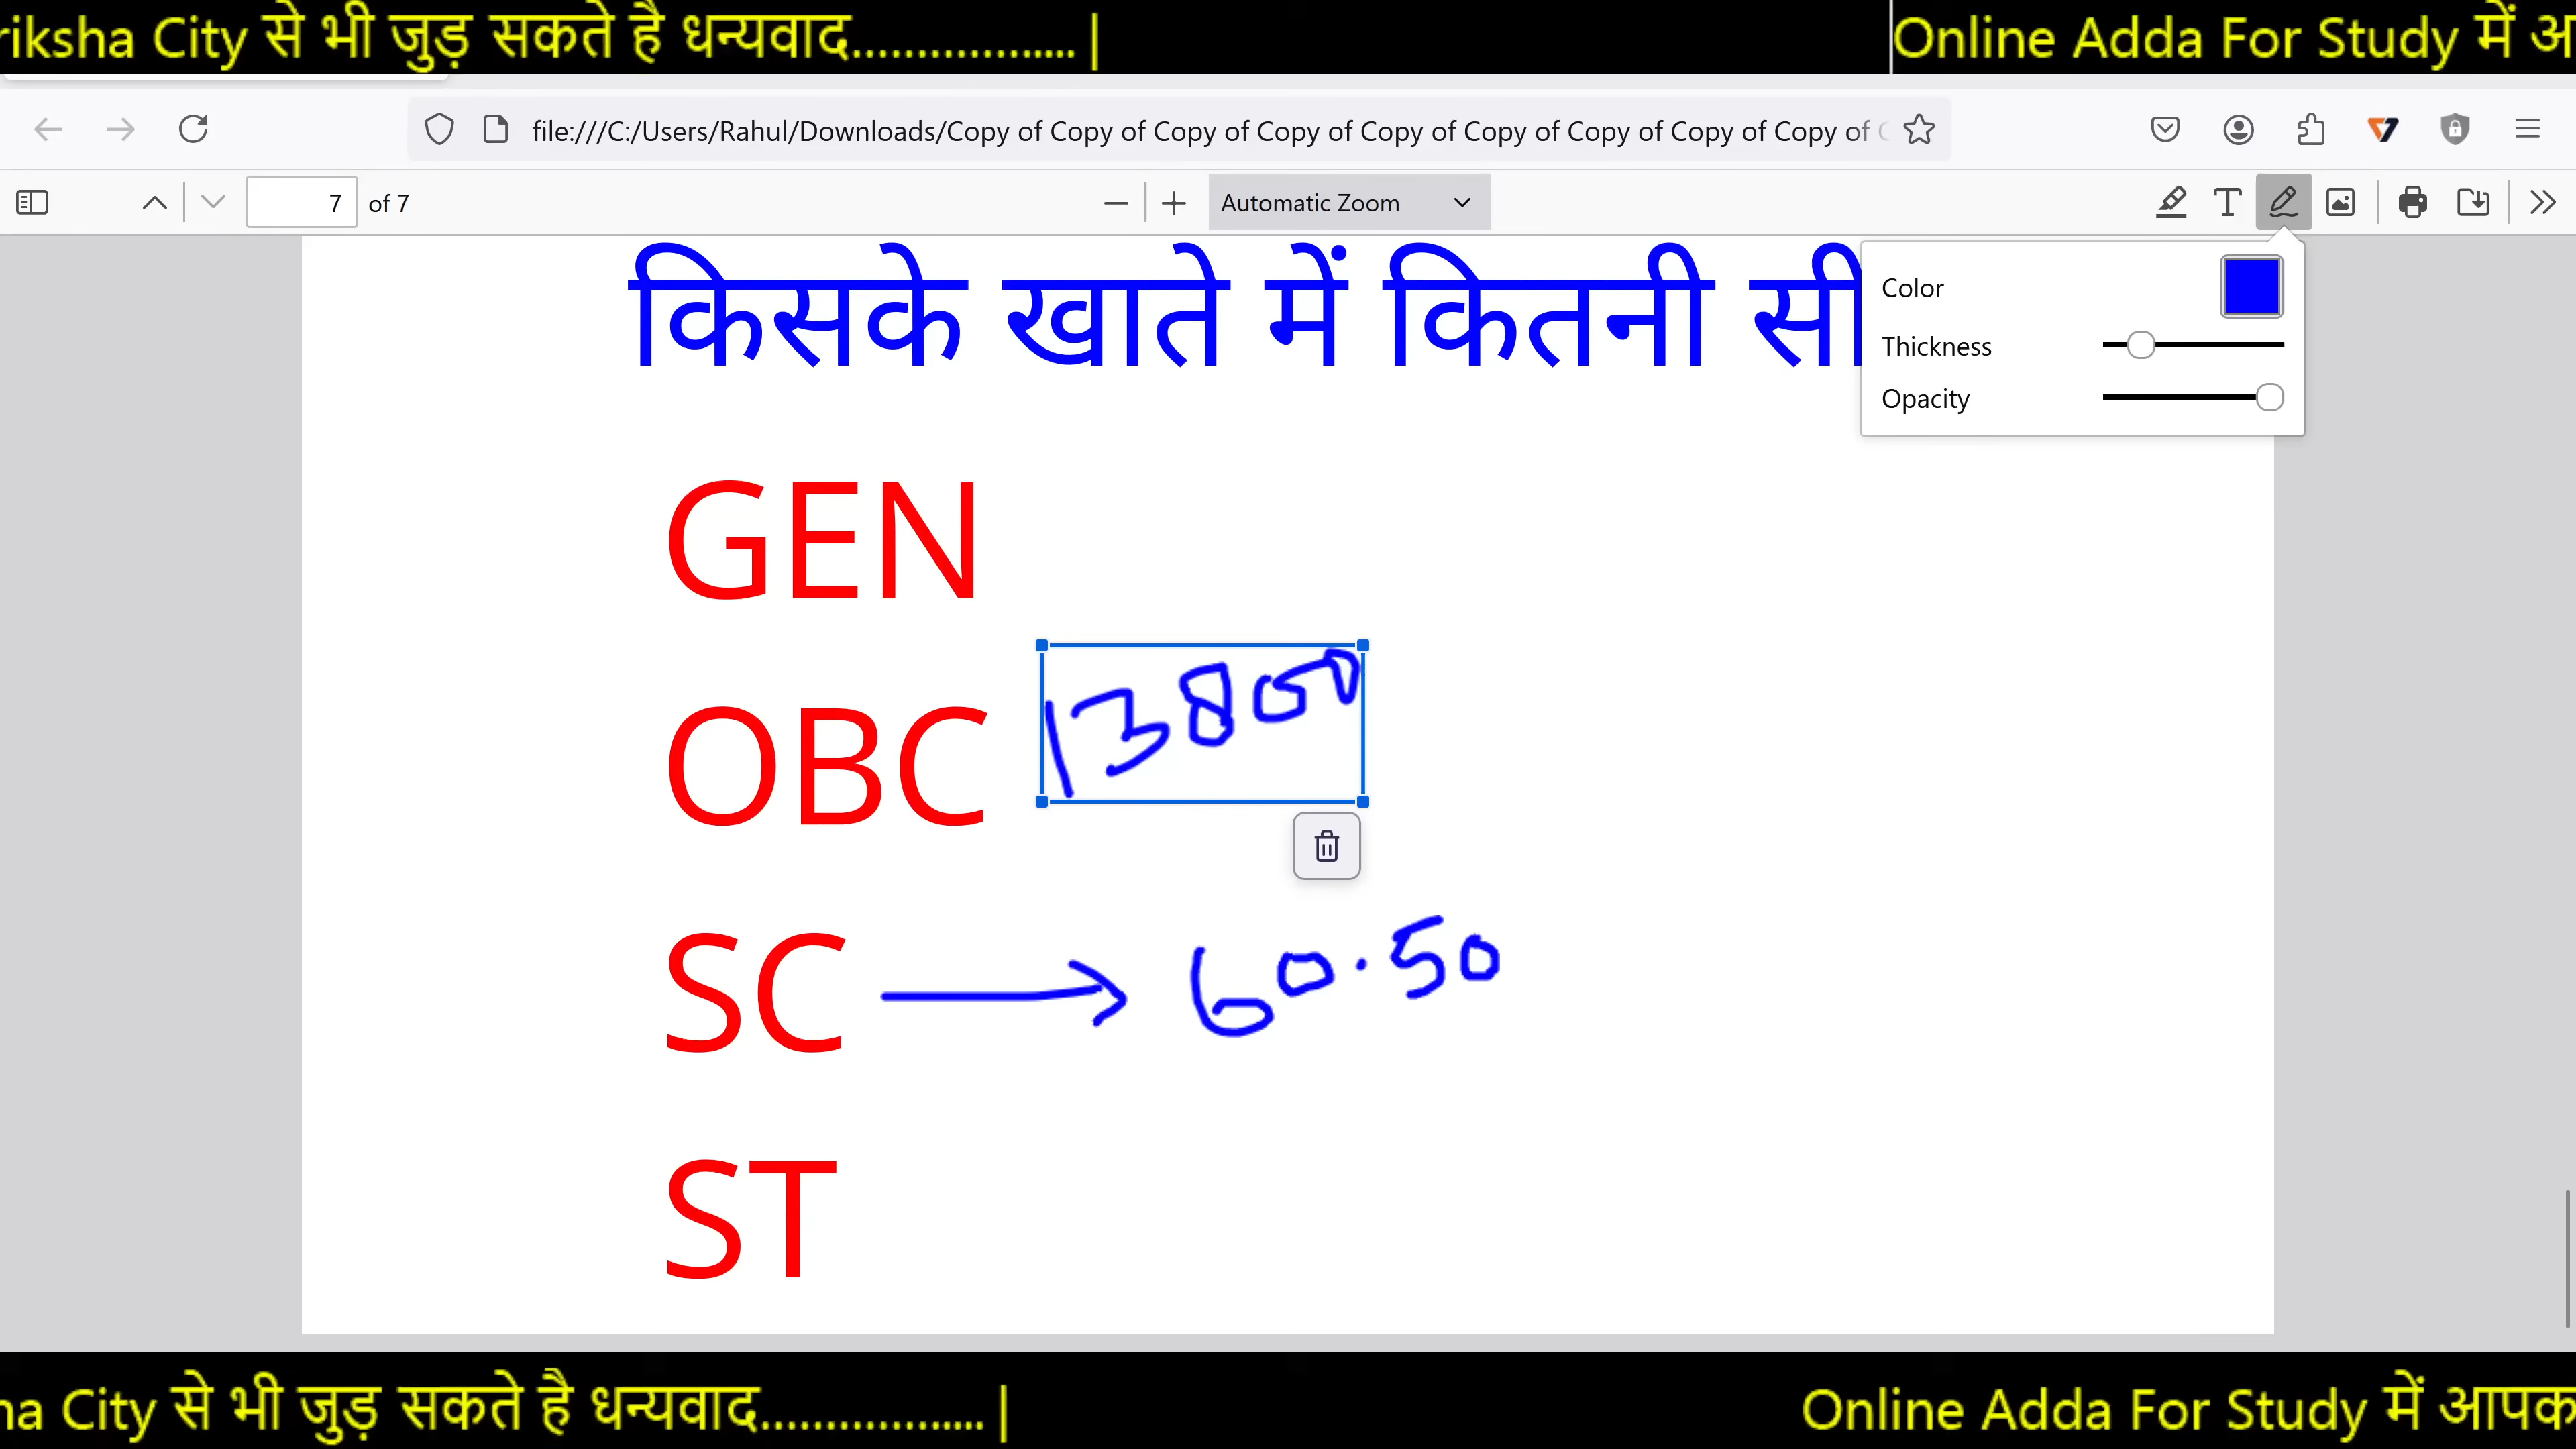 riksha City से भी जुड़ सकते है धन्यवाद................. |
Online Adda For Study में आ
file:///C:/Users/Rahul/Downloads/Copy of Copy of Copy of Copy of Copy of Copy of Copy of Copy of Copy of
7 of 7
Automatic Zoom
किसके खाते में कितनी सी
Color
Thickness
Opacity
GEN
OBC 13800
SC → 60.50
ST
ha City से भी जुड़ सकते है धन्यवाद................. |
Online Adda For Study में आपक